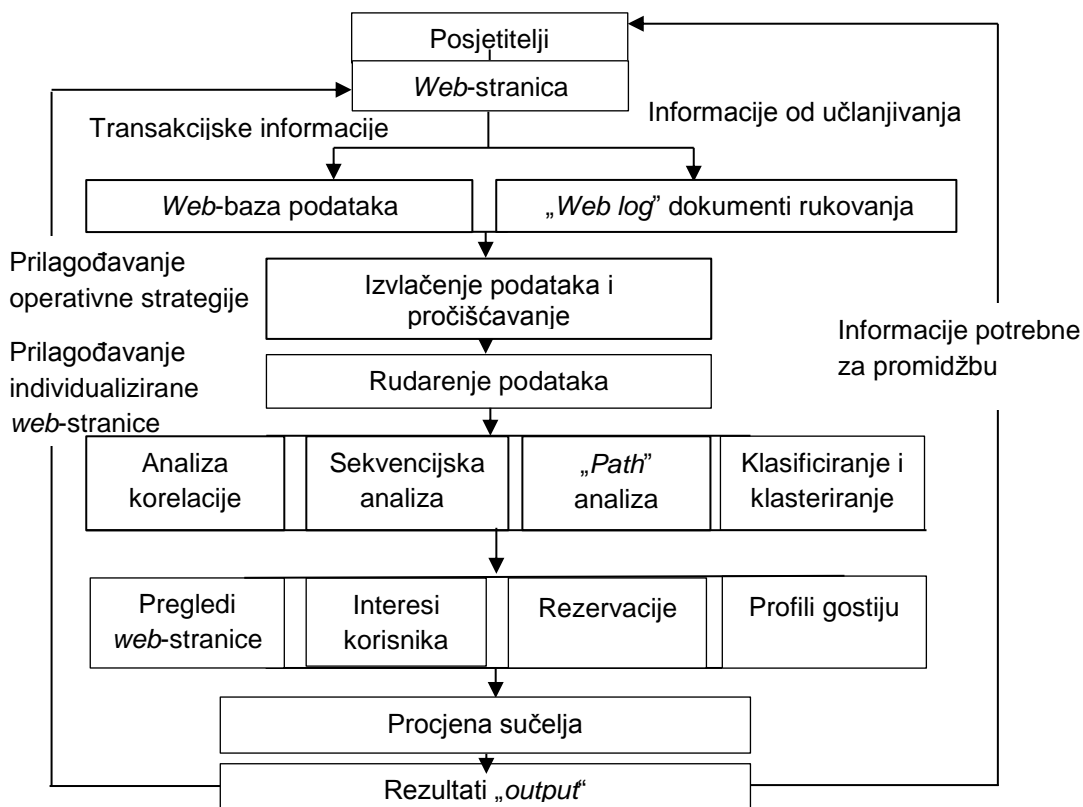 Posjetitelji
Web-stranica
Transakcijske informacije
Informacije od učlanjivanja
Web-baza podataka
„Web log” dokumenti rukovanja
Prilagođavanje
operativne strategije
Izvlačenje podataka i
pročišćavanje
Informacije potrebne
za promidžbu
Prilagođavanje
individualizirane
web-stranice
Rudarenje podataka
Analiza
korelacije
Sekvencijska
analiza
„Path”
analiza
Klasificiranje i
klasteriranje
Pregledi
web-stranice
Interesi
korisnika
Rezervacije
Profili gostiju
Procjena sučelja
Rezultati „output“